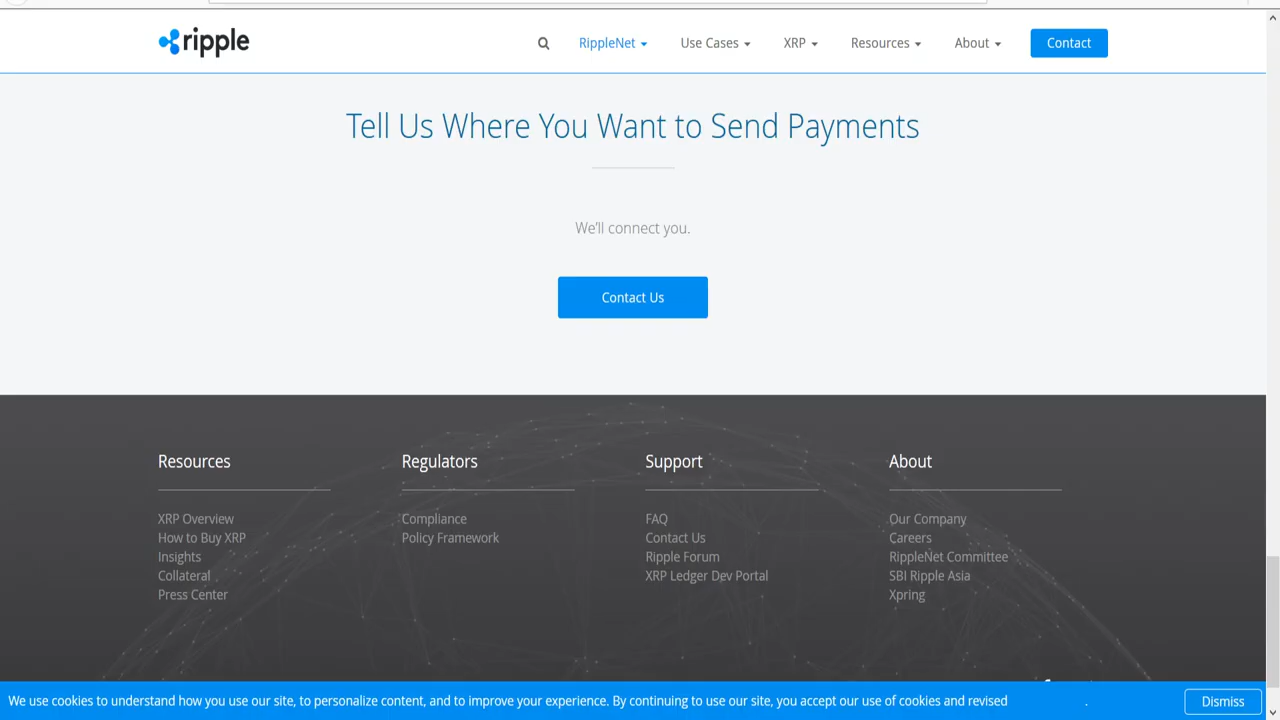 ripple
RippleNet
Use Cases
XRP
Resources
About
Contact
Tell Us Where You Want to Send Payments
We'll connect you.
Contact Us
Resources
XRP Overview
How to Buy XRP
Insights
Collateral
Press Center
Regulators
Compliance
Policy Framework
Support
FAQ
Contact Us
Ripple Forum
XRP Ledger Dev Portal
About
Our Company
Careers
RippleNet Committee
SBI Ripple Asia
Xpring
We use cookies to understand how you use our site, to personalize content, and to improve your experience. By continuing to use our site, you accept our use of cookies and revised .
Dismiss